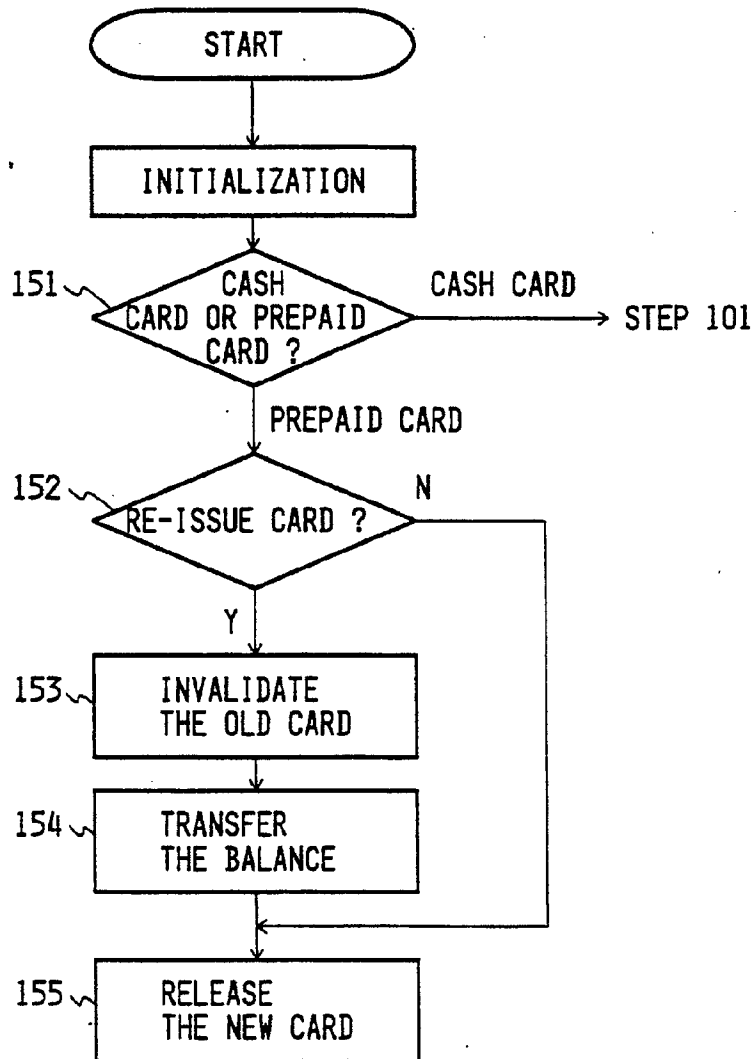 START
INITIALIZATION
151
CASH
CARD OR PREPAID
CARD ?
CASH CARD
STEP 101
PREPAID CARD
152
RE-ISSUE CARD ?
N
Y
153
INVALIDATE
THE OLD CARD
154
TRANSFER
THE BALANCE
155
RELEASE
THE NEW CARD